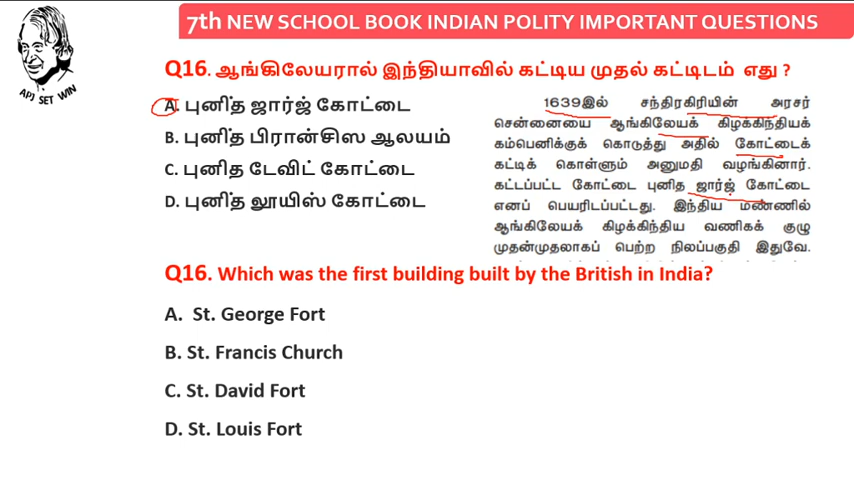 7th NEW SCHOOL BOOK INDIAN POLITY IMPORTANT QUESTIONS
APJ SET WIN
Q16. ஆங்கிலேயரால் இந்தியாவில் கட்டிய முதல் கட்டிடம் எது ?
A. புனித ஜார்ஜ் கோட்டை
B. புனித பிரான்சிஸ ஆலயம்
C. புனித டேவிட் கோட்டை
D. புனித லூயிஸ் கோட்டை
1639இல் சந்திரகிரியின் அரசர்
சென்னையை ஆங்கிலேயக் கிழக்கிந்தியக்
கம்பெனிக்குக் கொடுத்து அதில் கோட்டைக்
கட்டிக் கொள்ளும் அனுமதி வழங்கினார்.
கட்டப்பட்ட கோட்டை புனித ஜார்ஜ் கோட்டை
எனப் பெயரிடப்பட்டது. இந்திய மண்ணில்
ஆங்கிலேயக் கிழக்கிந்திய வணிகக் குழு
முதன்முதலாகப் பெற்ற நிலப்பகுதி இதுவே.
Q16. Which was the first building built by the British in India?
A. St. George Fort
B. St. Francis Church
C. St. David Fort
D. St. Louis Fort